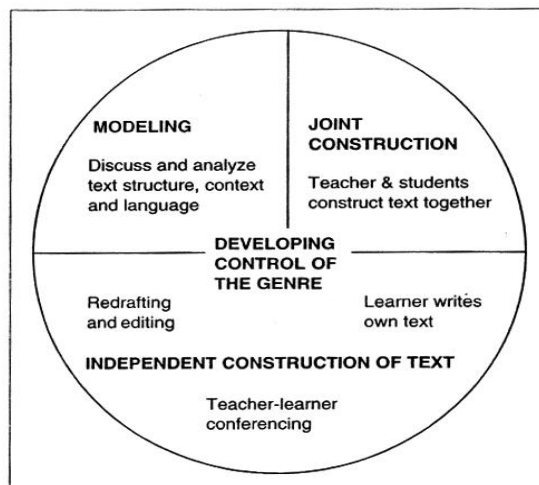 MODELING
Discuss and analyze
text structure, context
and language
JOINT
CONSTRUCTION
Teacher & students
construct text together
DEVELOPING
CONTROL OF
THE GENRE
Redrafting
and editing
Learner writes
own text
INDEPENDENT CONSTRUCTION OF TEXT
Teacher-learner
conferencing